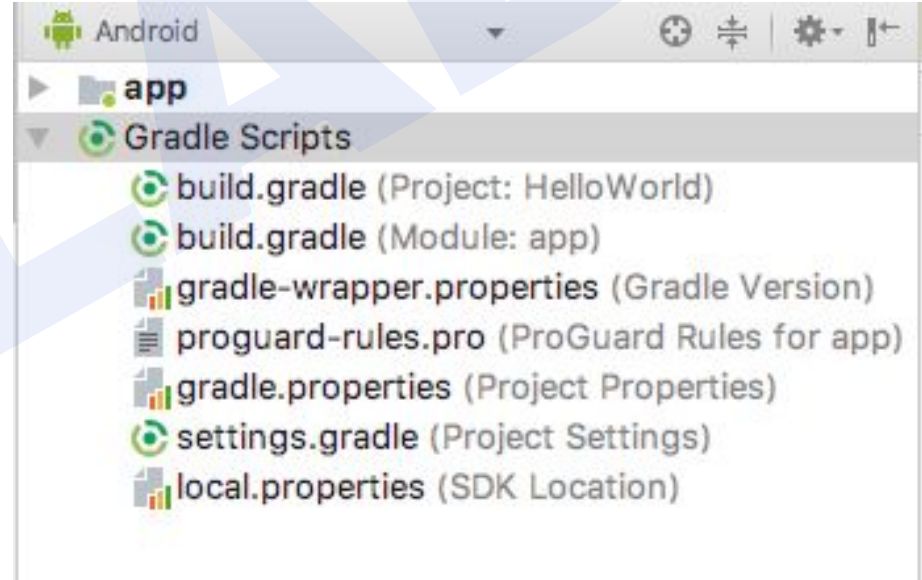 Android
app
Gradle Scripts
build.gradle (Project: HelloWorld)
build.gradle (Module: app)
gradle-wrapper.properties (Gradle Version)
proguard-rules.pro (ProGuard Rules for app)
gradle.properties (Project Properties)
settings.gradle (Project Settings)
local.properties (SDK Location)